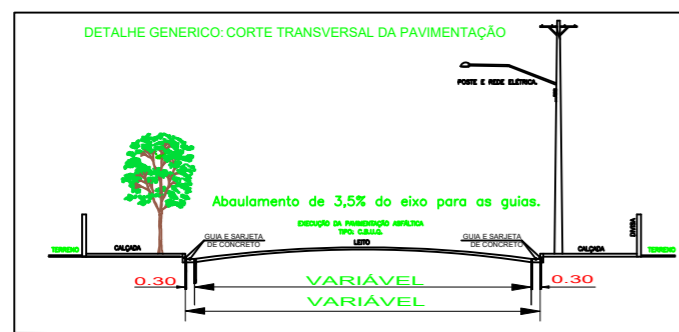 DETALHE GENERICO: CORTE TRANSVERSAL DA PAVIMENTAÇÃO
POSTE E REDE ELÉTRICA.
Abaulamento de 3,5% do eixo para as guias.
EXECUÇÃO DA PAVIMENTAÇÃO ASFÁLTICA
TIPO: C.B.U.Q.
TERRENO
CALÇADA
GUIA E SARJETA
DE CONCRETO
LEITO
GUIA E SARJETA
DE CONCRETO
CALÇADA
DIVISA
TERRENO
0.30
VARIÁVEL
0.30
VARIÁVEL